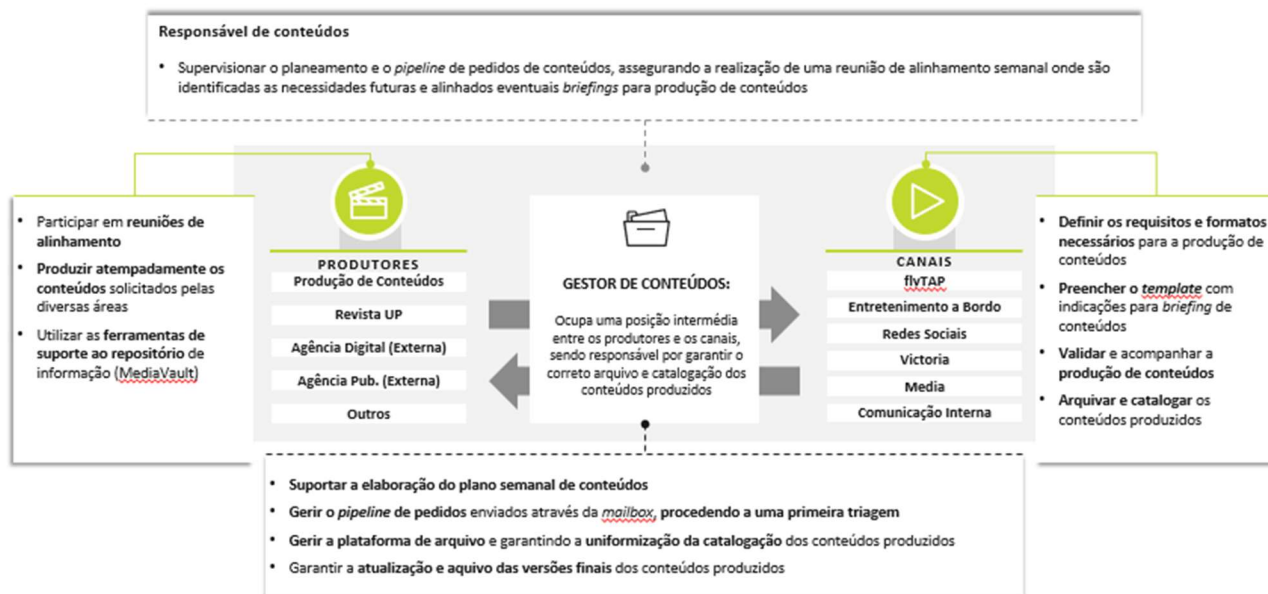 Responsável de conteúdos
• Supervisionar o planeamento e o pipeline de pedidos de conteúdos, assegurando a realização de uma reunião de alinhamento semanal onde são
identificadas as necessidades futuras e alinhados eventuais briefings para produção de conteúdos
• Participar em reuniões de
alinhamento
• Produzir atempadamente os
conteúdos solicitados pelas
diversas áreas
• Utilizar as ferramentas de
suporte ao repositório de
informação (MediaVault)
PRODUTORES
Produção de Conteúdos
Revista UP
Agência Digital (Externa)
Agência Pub. (Externa)
Outros
GESTOR DE CONTEÚDOS:
Ocupa uma posição intermédia
entre os produtores e os canais,
sendo responsável por garantir o
correto arquivo e catalogação dos
conteúdos produzidos
CANAIS
flyTAP
Entretenimento a Bordo
Redes Sociais
Victoria
Media
Comunicação Interna
• Definir os requisitos e formatos
necessários para a produção de
conteúdos
• Preencher o template com
indicações para briefing de
conteúdos
• Validar e acompanhar a
produção de conteúdos
• Arquivar e catalogar os
conteúdos produzidos
• Suportar a elaboração do plano semanal de conteúdos
• Gerir o pipeline de pedidos enviados através da mailbox, procedendo a uma primeira triagem
• Gerir a plataforma de arquivo e garantindo a uniformização da catalogação dos conteúdos produzidos
• Garantir a atualização e aquivo das versões finais dos conteúdos produzidos